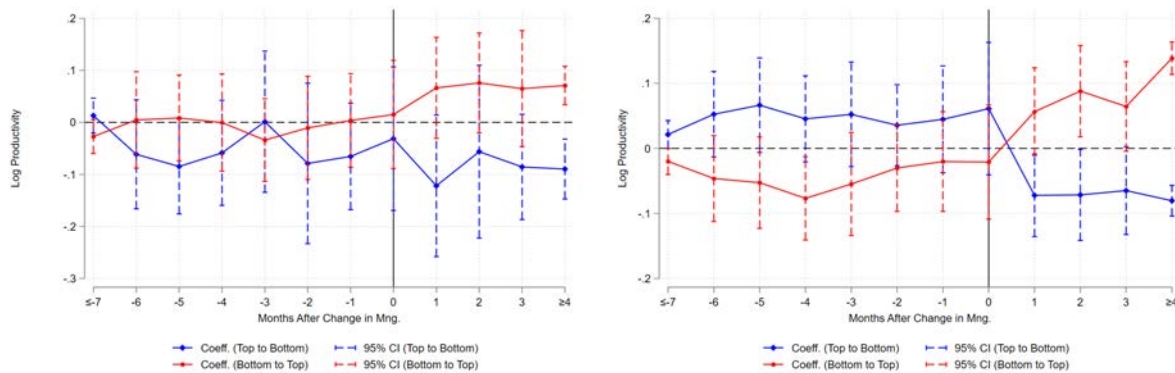 .2
.1
0
-.1
-.2
-.3
Log Productivity
≤-7 -6 -5 -4 -3 -2 -1 0 1 2 3 ≥4
Months After Change in Mng.
Coeff. (Top to Bottom) 95% CI (Top to Bottom)
Coeff. (Bottom to Top) 95% CI (Bottom to Top)
.2
.1
0
-.1
-.2
Log Productivity
≤-7 -6 -5 -4 -3 -2 -1 0 1 2 3 ≥4
Months After Change in Mng.
Coeff. (Top to Bottom) 95% CI (Top to Bottom)
Coeff. (Bottom to Top) 95% CI (Bottom to Top)